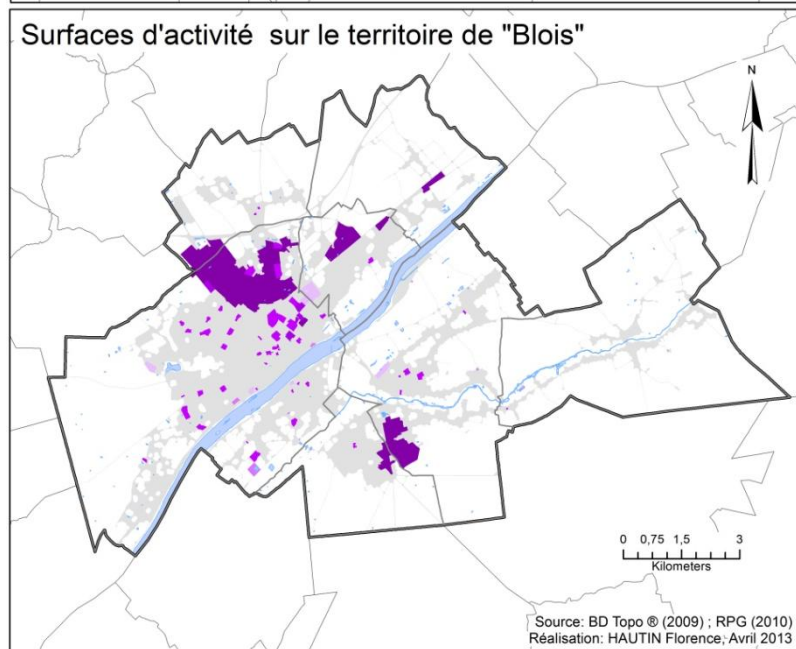 Surfaces d'activité sur le territoire de "Blois"
N
0 0,75 1,5 3
Kilometers
Source: BD Topo ® (2009) ; RPG (2010)
Réalisation: HAUTIN Florence, Avril 2013